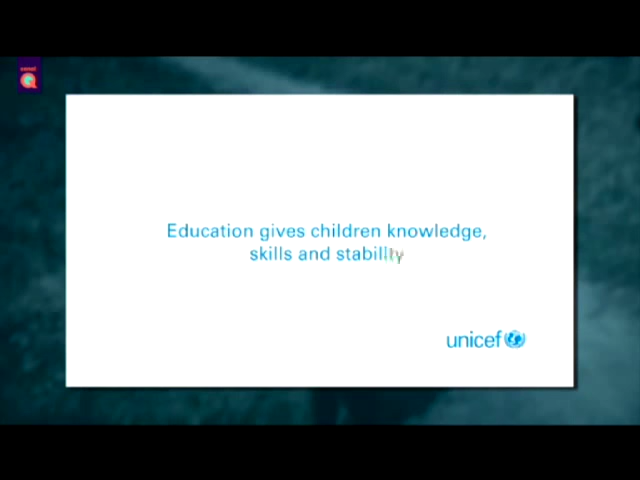 Education gives children knowledge,
skills and stability
unicef